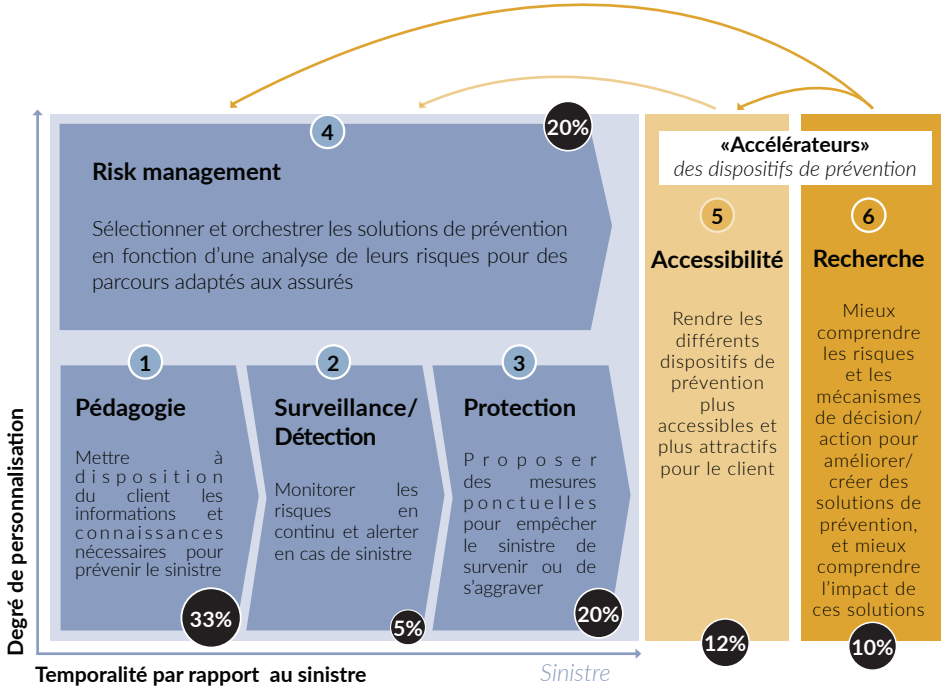 4
20%
Risk management
Sélectionner et orchestrer les solutions de prévention
en fonction d’une analyse de leurs risques pour des
parcours adaptés aux assurés
1
Pédagogie
Mettre à
disposition
du client les
informations et
connaissances
nécessaires pour
prévenir le sinistre
33%
2
Surveillance/
Détection
Monitorer les
risques en
continu et alerter
en cas de sinistre
5%
3
Protection
Proposer
des mesures
ponctuelles
pour empêcher
le sinistre de
survenir ou de
s’aggraver
20%
«Accélérateurs»
des dispositifs de prévention
5
Accessibilité
Rendre les
différents
dispositifs de
prévention
plus
accessibles et
plus attractifs
pour le client
12%
6
Recherche
Mieux
comprendre
les risques
et les
mécanismes
de décision/
action pour
améliorer/
créer des
solutions de
prévention,
et mieux
comprendre
l’impact de
ces solutions
10%
Degré de personnalisation
Temporalité par rapport au sinistre
Sinistre